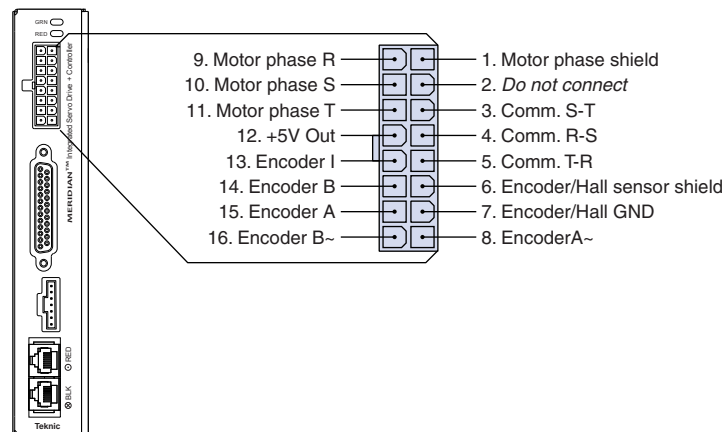 GRN
RED
MERIDIAN™ Integrated Servo Drive + Controller
RED
BLK
Teknic
9. Motor phase R
10. Motor phase S
11. Motor phase T
12. +5V Out
13. Encoder I
14. Encoder B
15. Encoder A
16. Encoder B~
1. Motor phase shield
2. Do not connect
3. Comm. S-T
4. Comm. R-S
5. Comm. T-R
6. Encoder/Hall sensor shield
7. Encoder/Hall GND
8. EncoderA~